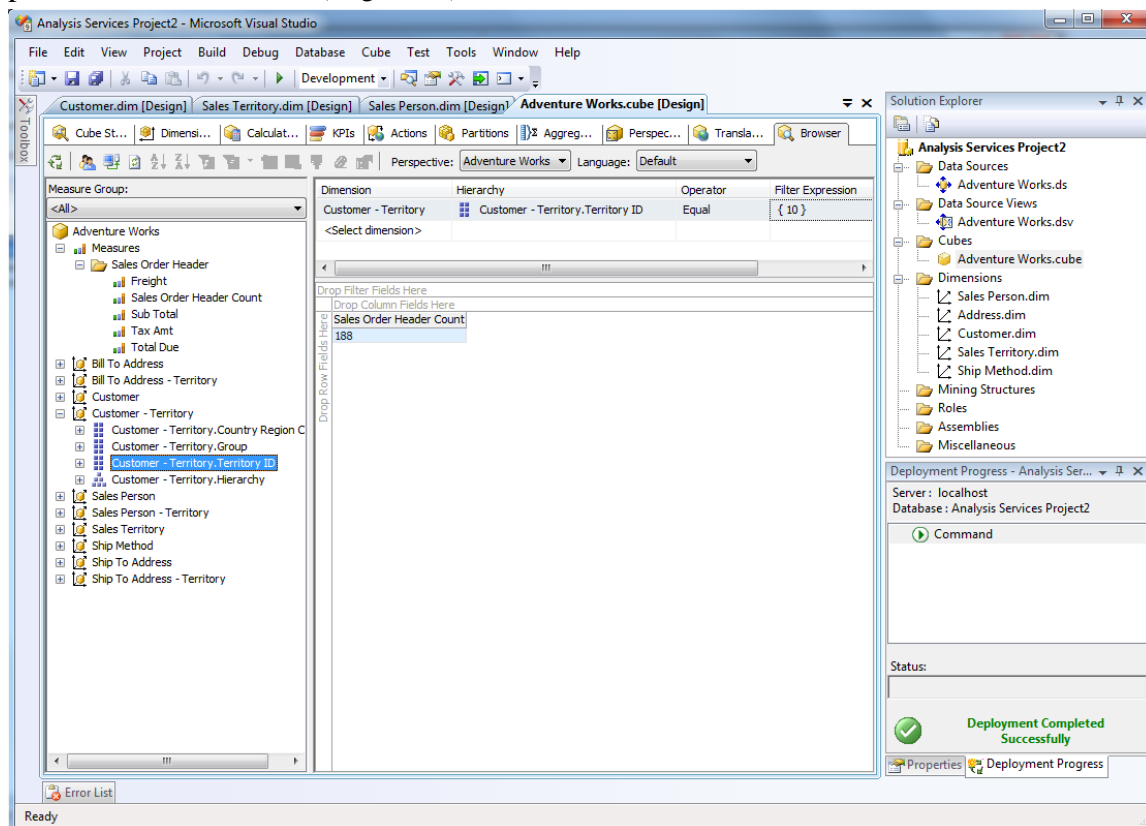 Analysis Services Project2 - Microsoft Visual Studio
File Edit View Project Build Debug Database Cube Test Tools Window Help
Development
Customer.dim [Design] Sales Territory.dim [Design] Sales Person.dim [Design] Adventure Works.cube [Design]
Toolbox
Cube St... Dimensi... Calculat... KPIs Actions Partitions Aggreg... Perspec... Transla... Browser
Perspective: Adventure Works Language: Default
Measure Group:
<All>
Adventure Works
Measures
Sales Order Header
Freight
Sales Order Header Count
Sub Total
Tax Amt
Total Due
Bill To Address
Bill To Address - Territory
Customer
Customer - Territory
Customer - Territory.Country Region C
Customer - Territory.Group
Customer - Territory.Territory ID
Customer - Territory.Hierarchy
Sales Person
Sales Person - Territory
Sales Territory
Ship Method
Ship To Address
Ship To Address - Territory
Dimension Hierarchy Operator Filter Expression
Customer - Territory Customer - Territory.Territory ID Equal { 10 }
<Select dimension>
Drop Filter Fields Here
Drop Column Fields Here
Drop Row Fields Here
Sales Order Header Count
188
Solution Explorer
Analysis Services Project2
Data Sources
Adventure Works.ds
Data Source Views
Adventure Works.dsv
Cubes
Adventure Works.cube
Dimensions
Sales Person.dim
Address.dim
Customer.dim
Sales Territory.dim
Ship Method.dim
Mining Structures
Roles
Assemblies
Miscellaneous
Deployment Progress - Analysis Ser...
Server : localhost
Database : Analysis Services Project2
Command
Status:
Deployment Completed
Successfully
Properties Deployment Progress
Error List
Ready